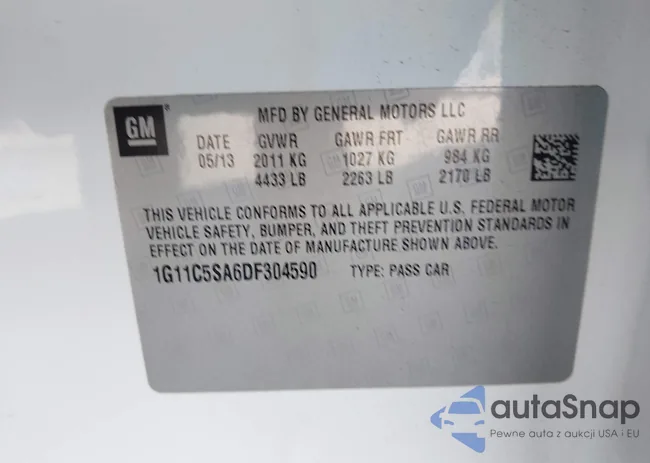 GM
MFD BY GENERAL MOTORS LLC
DATE GVWR GAWR FRT GAWR RR
05/13 2011 KG 1027 KG 984 KG
4433 LB 2263 LB 2170 LB
THIS VEHICLE CONFORMS TO ALL APPLICABLE U.S. FEDERAL MOTOR
VEHICLE SAFETY, BUMPER, AND THEFT PREVENTION STANDARDS IN
EFFECT ON THE DATE OF MANUFACTURE SHOWN ABOVE.
1G11C5SA6DF304590 TYPE: PASS CAR
autaSnap
Pewne auta z aukcji USA i EU